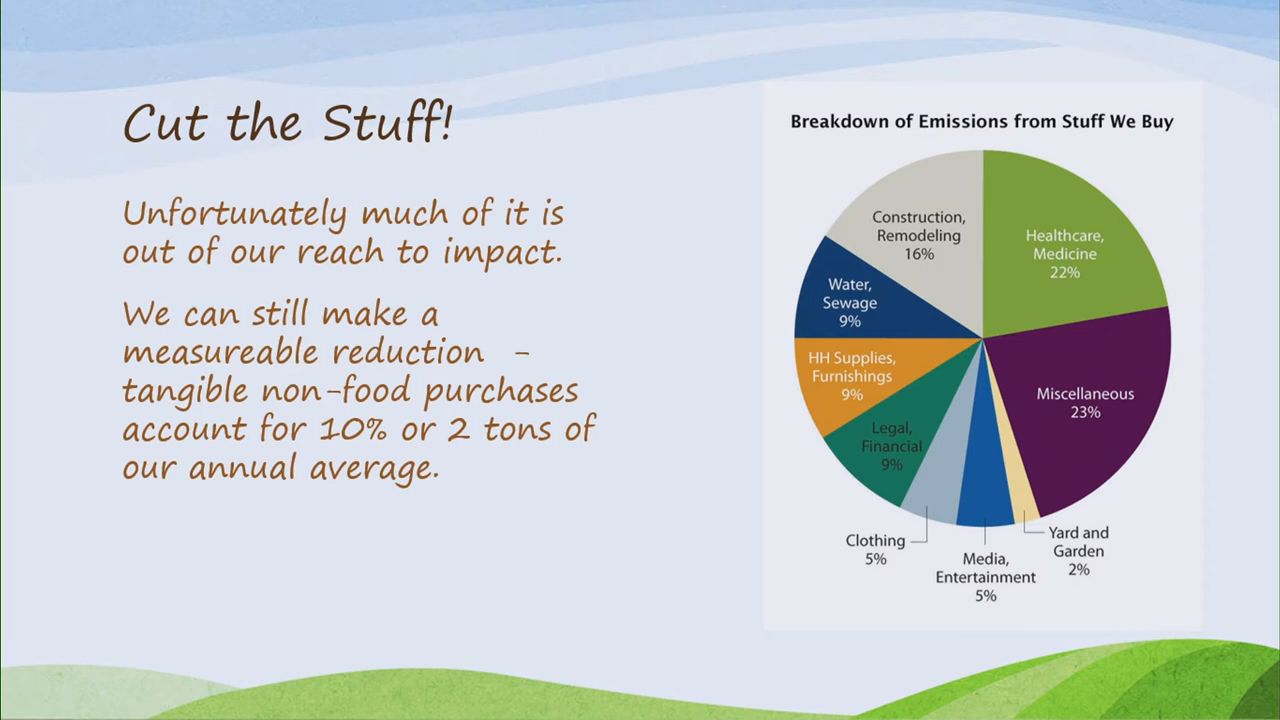 Cut the Stuff!
Unfortunately much of it is
out of our reach to impact.
We can still make a
measureable reduction -
tangible non-food purchases
account for 10% or 2 tons of
our annual average.
Breakdown of Emissions from Stuff We Buy
Construction,
Remodeling
16%
Healthcare,
Medicine
22%
Water,
Sewage
9%
HH Supplies,
Furnishings
9%
Miscellaneous
23%
Legal,
Financial
9%
Clothing
5%
Media,
Entertainment
5%
Yard and
Garden
2%